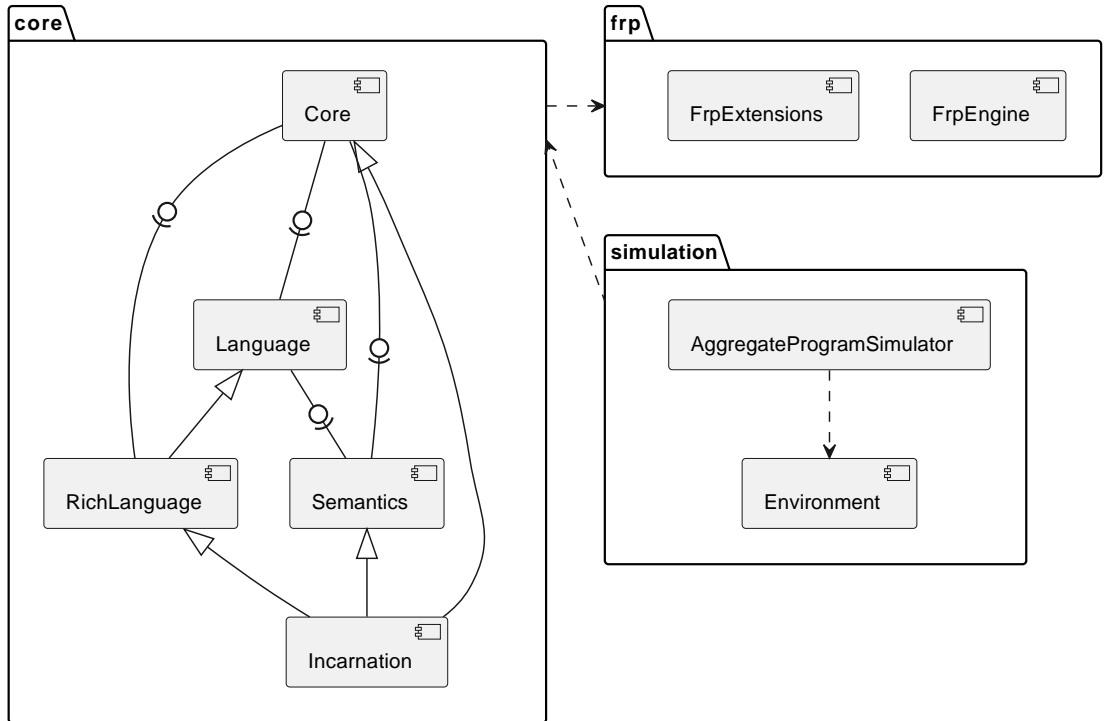 core
Core
Language
RichLanguage
Semantics
Incarnation
frp
FrpExtensions
FrpEngine
simulation
AggregateProgramSimulator
Environment